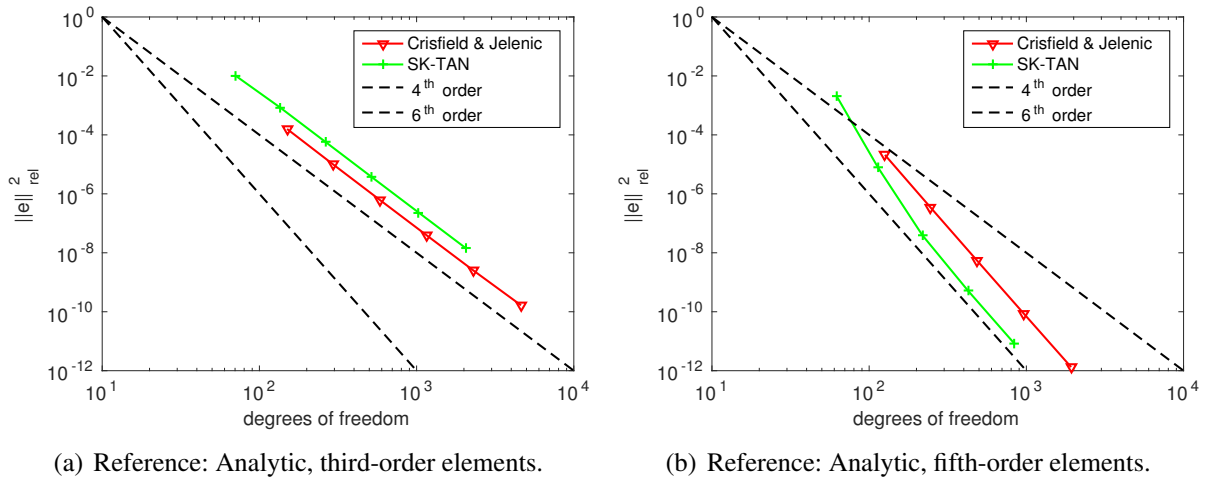 10^0
10^-2
10^-4
10^-6
10^-8
10^-10
10^-12
||e||^2_rel
10^1 10^2 10^3 10^4
degrees of freedom
Crisfield & Jelenic
SK-TAN
4^th order
6^th order
(a) Reference: Analytic, third-order elements.
10^0
10^-2
10^-4
10^-6
10^-8
10^-10
10^-12
||e||^2_rel
10^1 10^2 10^3 10^4
degrees of freedom
Crisfield & Jelenic
SK-TAN
4^th order
6^th order
(b) Reference: Analytic, fifth-order elements.